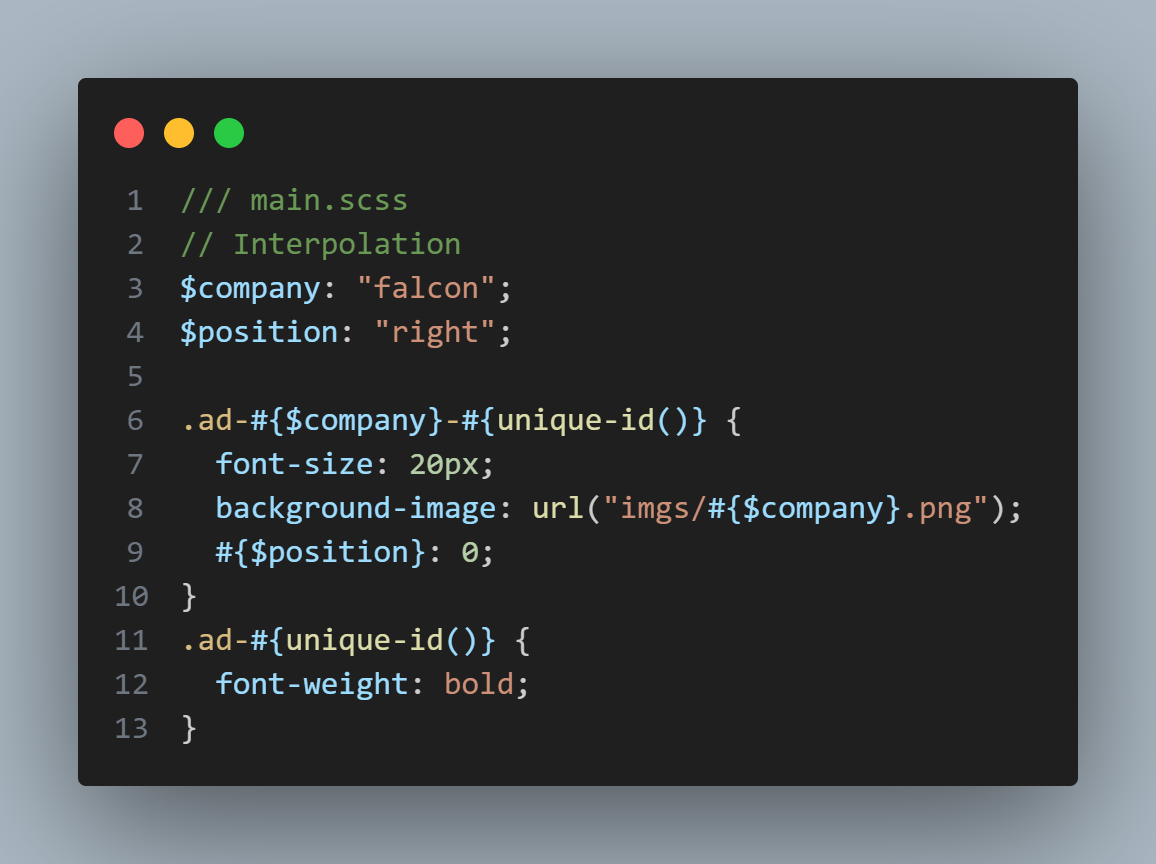 1 /// main.scss
2 // Interpolation
3 $company: "falcon";
4 $position: "right";
5
6 .ad-#{$company}-#{unique-id()} {
7   font-size: 20px;
8   background-image: url("imgs/#{$company}.png");
9   #{$position}: 0;
10 }
11 .ad-#{unique-id()} {
12   font-weight: bold;
13 }